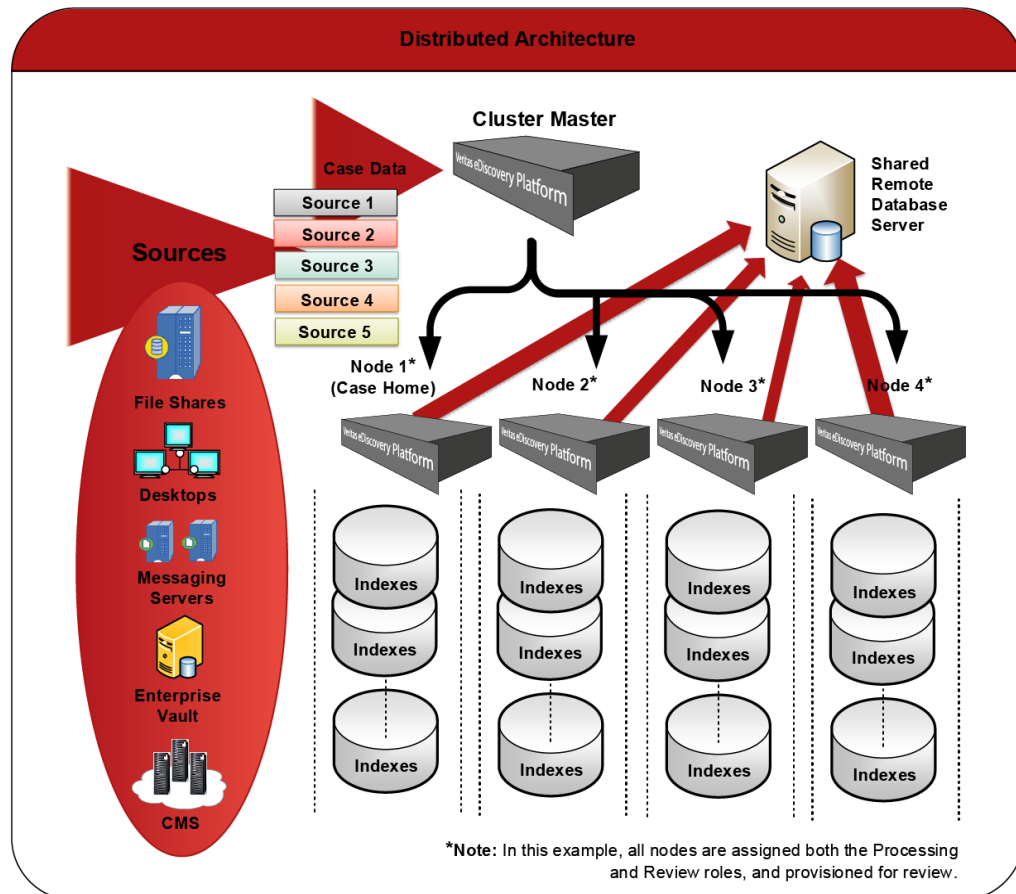 Distributed Architecture
Cluster Master
Veritas eDiscovery Platform
Shared
Remote
Database
Server
Case Data
Source 1
Source 2
Source 3
Source 4
Source 5
Sources
File Shares
Desktops
Messaging
Servers
Enterprise
Vault
CMS
Node 1*
(Case Home)
Node 2*
Node 3*
Node 4*
Veritas eDiscovery Platform
Veritas eDiscovery Platform
Veritas eDiscovery Platform
Veritas eDiscovery Platform
Indexes
Indexes
Indexes
Indexes
Indexes
Indexes
Indexes
Indexes
Indexes
Indexes
Indexes
Indexes
*Note: In this example, all nodes are assigned both the Processing
and Review roles, and provisioned for review.